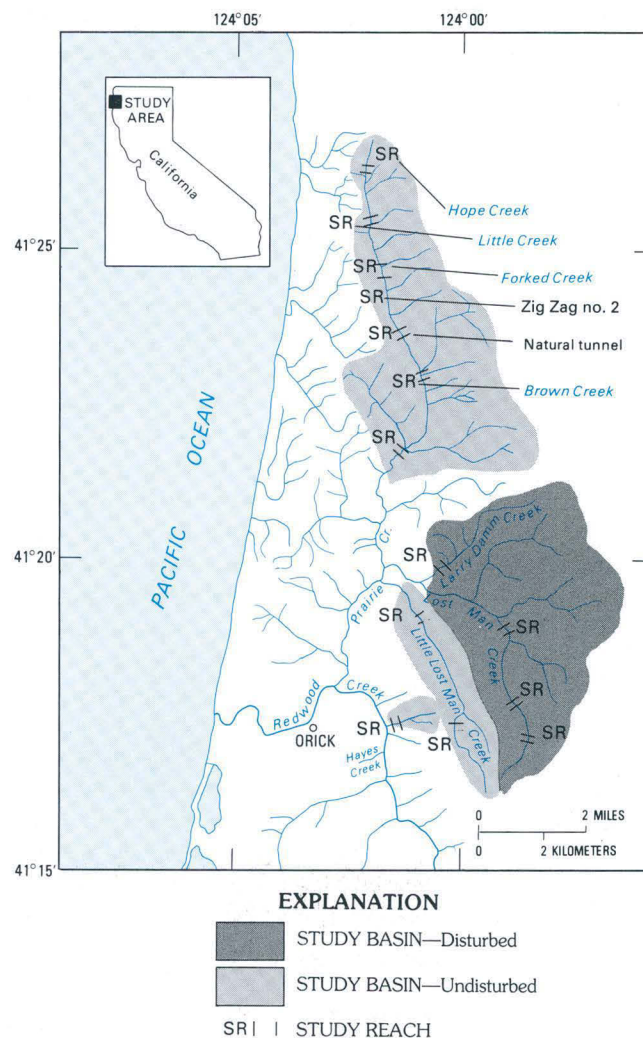 124°05′
124°00′
STUDY
AREA
California
SR
Hope Creek
SR
Little Creek
41°25′
SR
Forked Creek
SR
Zig Zag no. 2
SR
Natural tunnel
SR
Brown Creek
SR
PACIFIC OCEAN
41°20′
Cr.
SR
Larry Damm Creek
Prairie
SR
Lost Man
SR
Creek
Little Lost Man
Creek
SR
Redwood
Creek
SR
ORICK
SR
SR
Hayes
Creek
0 2 MILES
0 2 KILOMETERS
41°15′
EXPLANATION
STUDY BASIN—Disturbed
STUDY BASIN—Undisturbed
SR STUDY REACH